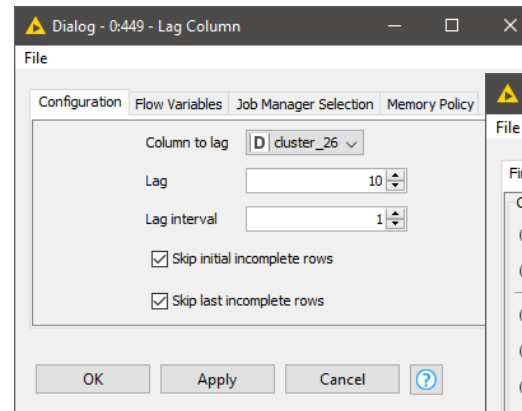 Dialog - 0:449 - Lag Column
File
Configuration Flow Variables Job Manager Selection Memory Policy
Column to lag D cluster_26
Lag 10
Lag interval 1
Skip initial incomplete rows
Skip last incomplete rows
OK Apply Cancel ?
File